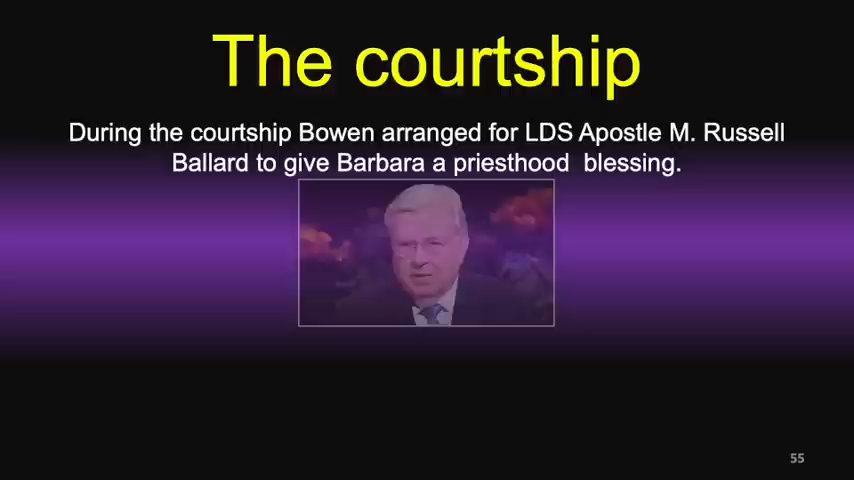 The courtship
During the courtship Bowen arranged for LDS Apostle M. Russell
Ballard to give Barbara a priesthood  blessing.
55